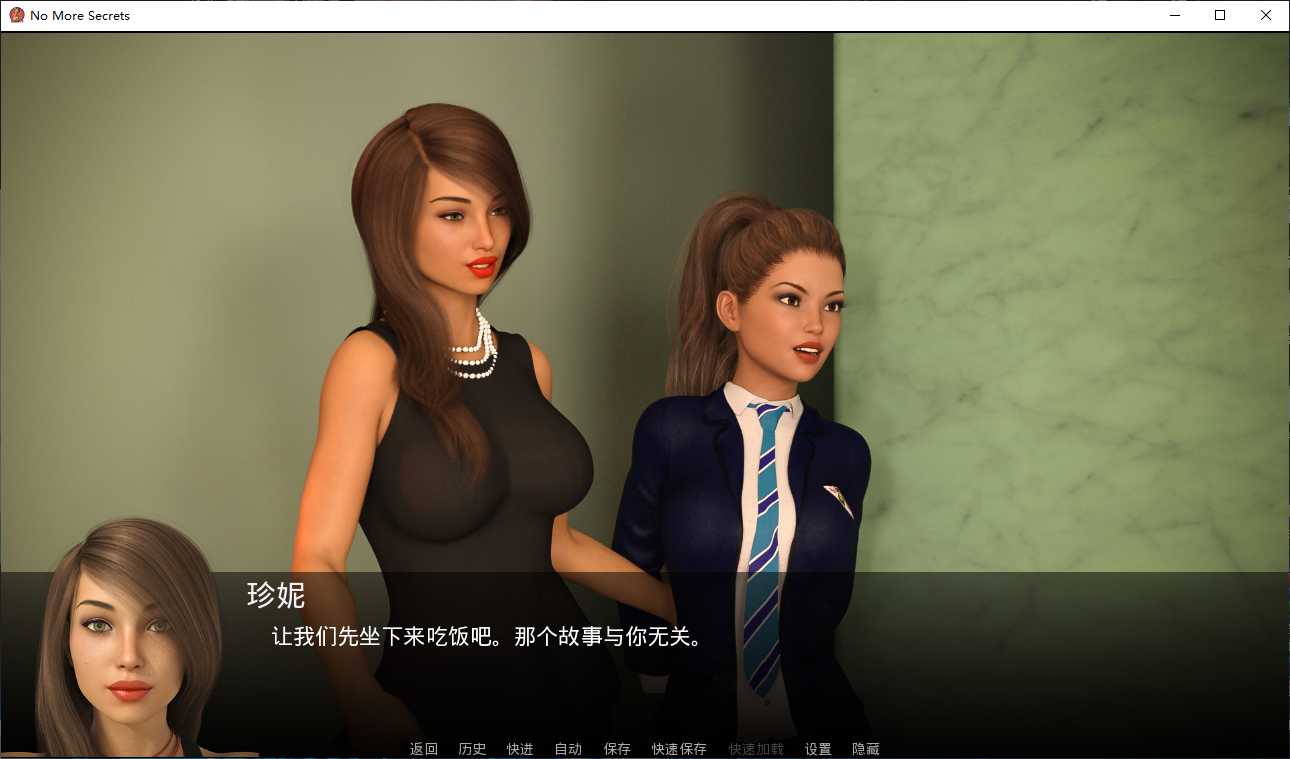 No More Secrets
珍妮
让我们先坐下来吃饭吧。那个故事与你无关。
返回 历史 快进 自动 保存 快速保存 快速加载 设置 隐藏